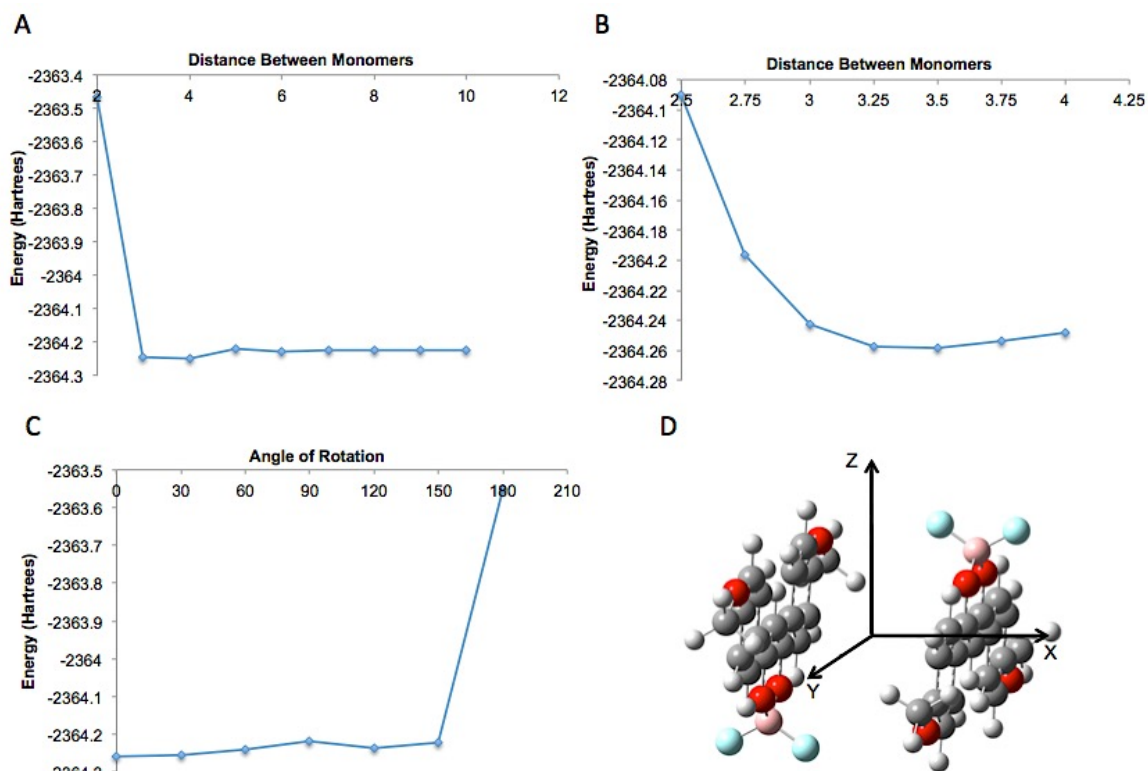 A
Distance Between Monomers
-2363.4
2 4 6 8 10 12
-2363.5
-2363.6
-2363.7
-2363.8
-2363.9
-2364
-2364.1
-2364.2
-2364.3
Energy (Hartrees)
B
Distance Between Monomers
-2364.08
2.5 2.75 3 3.25 3.5 3.75 4 4.25
-2364.1
-2364.12
-2364.14
-2364.16
-2364.18
-2364.2
-2364.22
-2364.24
-2364.26
-2364.28
Energy (Hartrees)
C
Angle of Rotation
-2363.5
0 30 60 90 120 150 180 210
-2363.6
-2363.7
-2363.8
-2363.9
-2364
-2364.1
-2364.2
Energy (Hartrees)
D
Z
X
Y